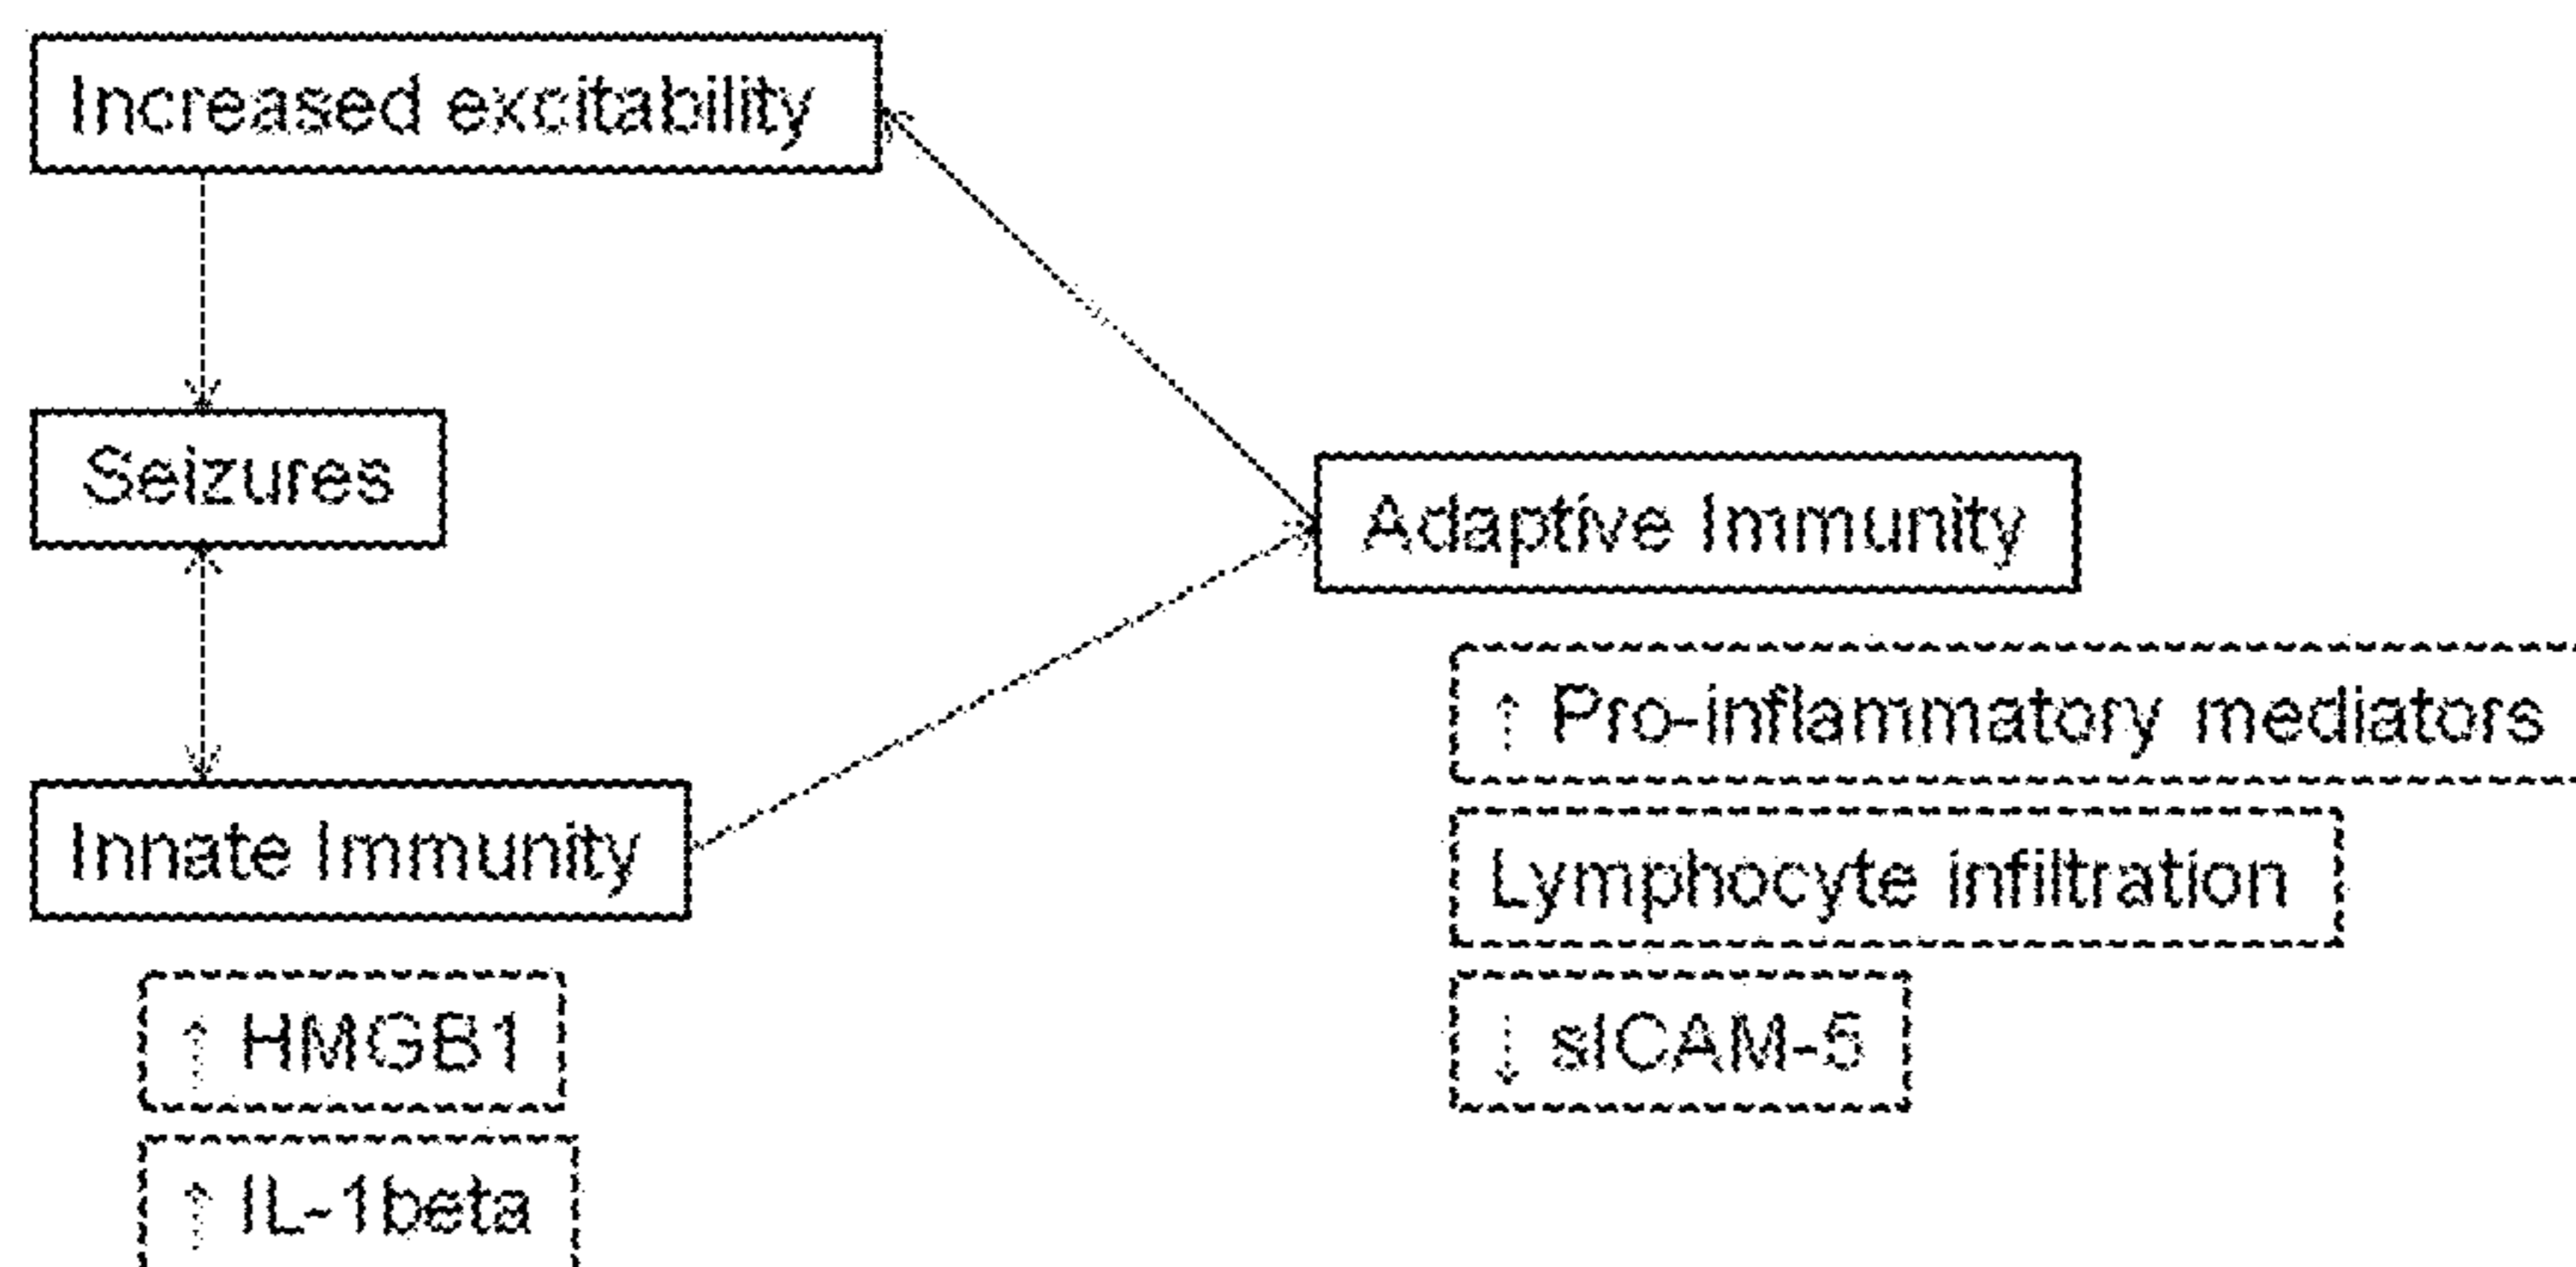 Increased excitability
Seizures
Adaptive Immunity
↑ Pro-inflammatory mediators
Lymphocyte infiltration
↓ sICAM-5
Innate Immunity
↑ HMGB1
↑ IL-1beta